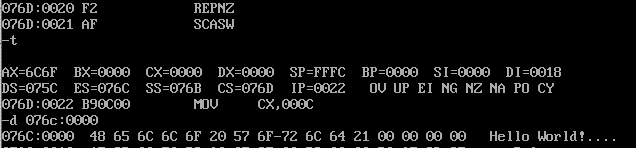 076D:0020 F2            REPNZ
076D:0021 AF            SCASW
-t
AX=6C6F  BX=0000  CX=0000  DX=0000  SP=FFFC  BP=0000  SI=0000  DI=0018
DS=075C  ES=076C  SS=076B  CS=076D  IP=0022   OV UP EI NG NZ NA PO CY
076D:0022 B90C00        MOV     CX,000C
-d 076c:0000
076C:0000  48 65 6C 6C 6F 20 57 6F-72 6C 64 21 00 00 00 00   Hello World!....